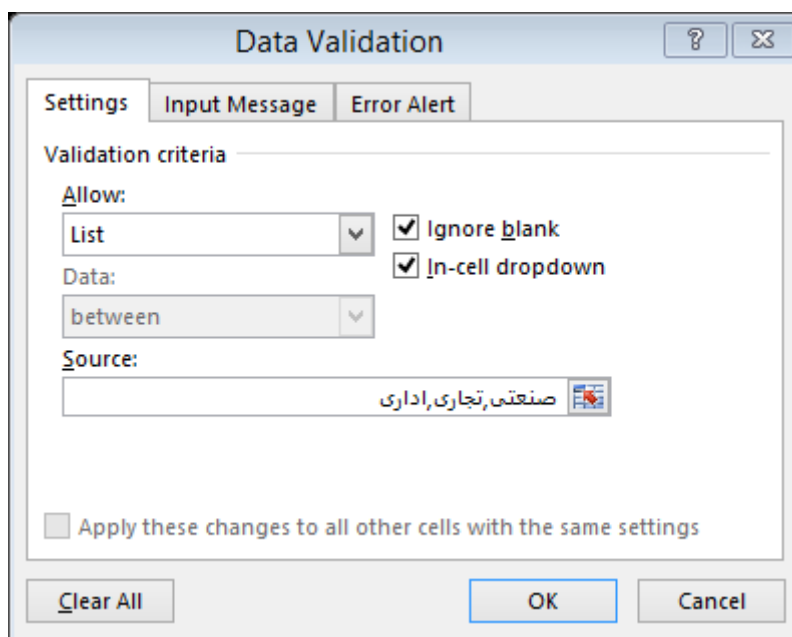 Data Validation
Settings Input Message Error Alert
Validation criteria
Allow:
List
Ignore blank
Data:
In-cell dropdown
between
Source:
صنعتی,تجاری,اداری
Apply these changes to all other cells with the same settings
Clear All OK Cancel